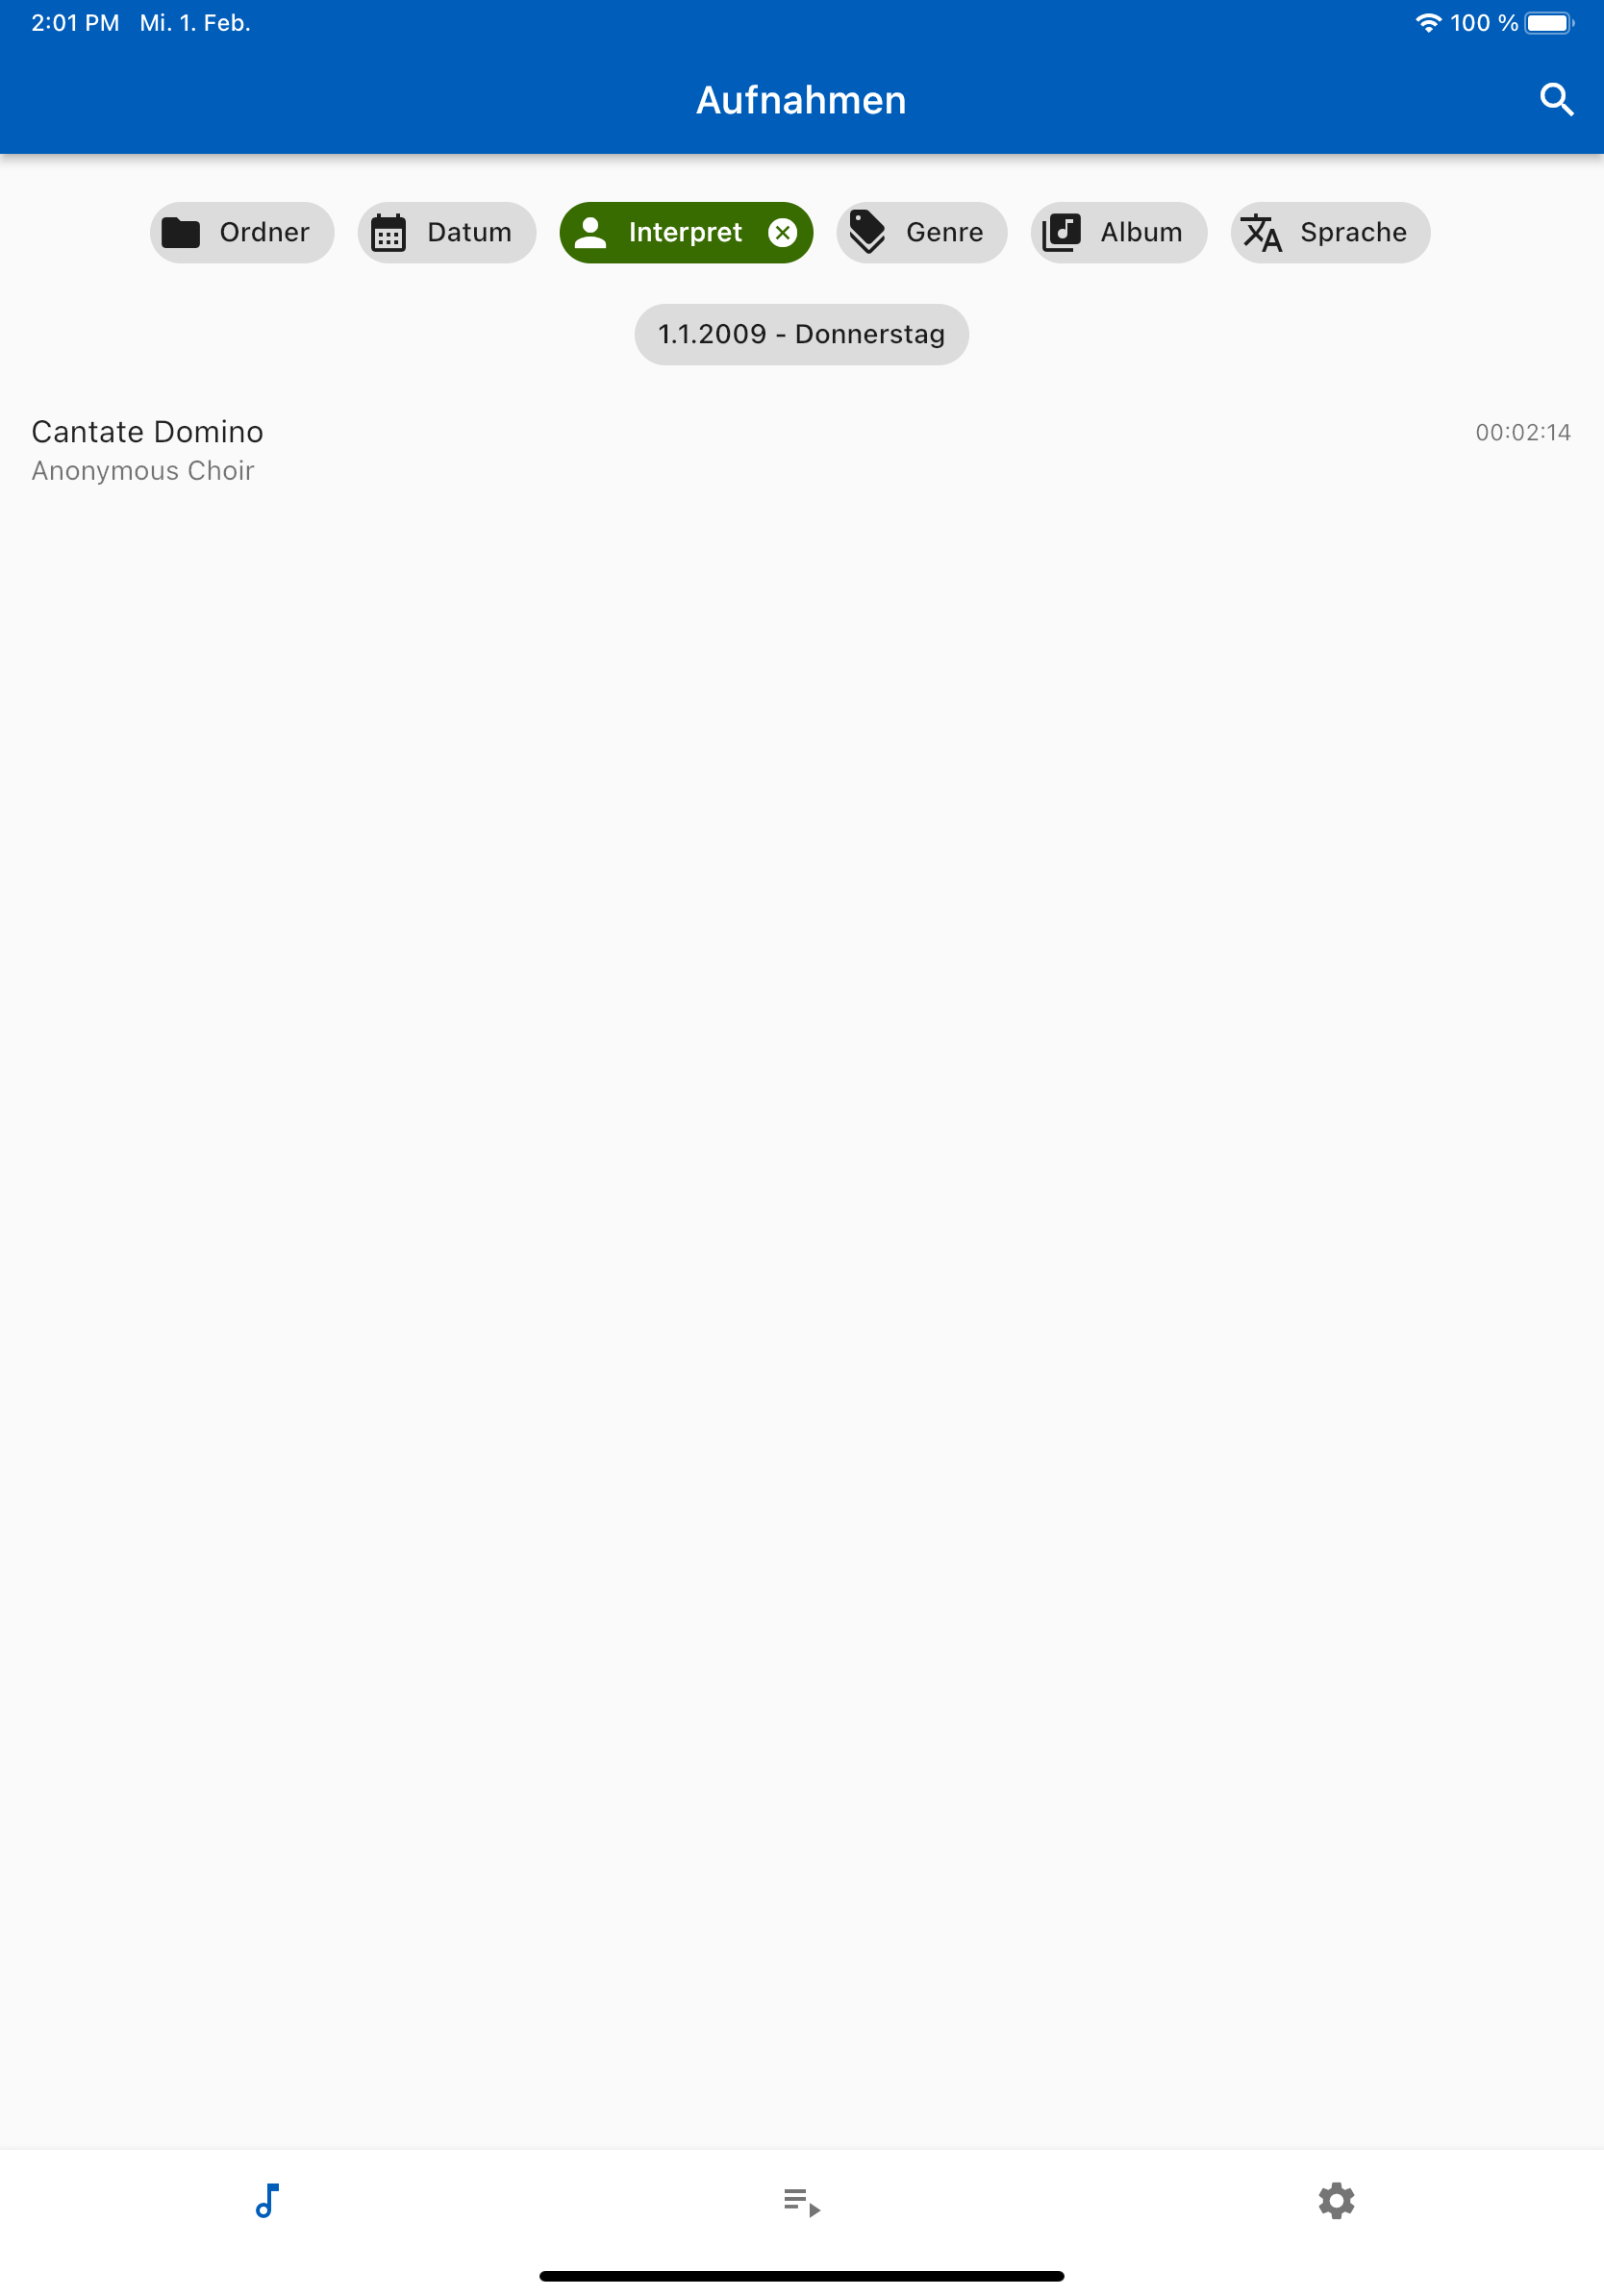 2:01 PM Mi. 1. Feb. 100 %
Aufnahmen
Ordner Datum Interpret Genre Album Sprache
1.1.2009 - Donnerstag
Cantate Domino 00:02:14
Anonymous Choir